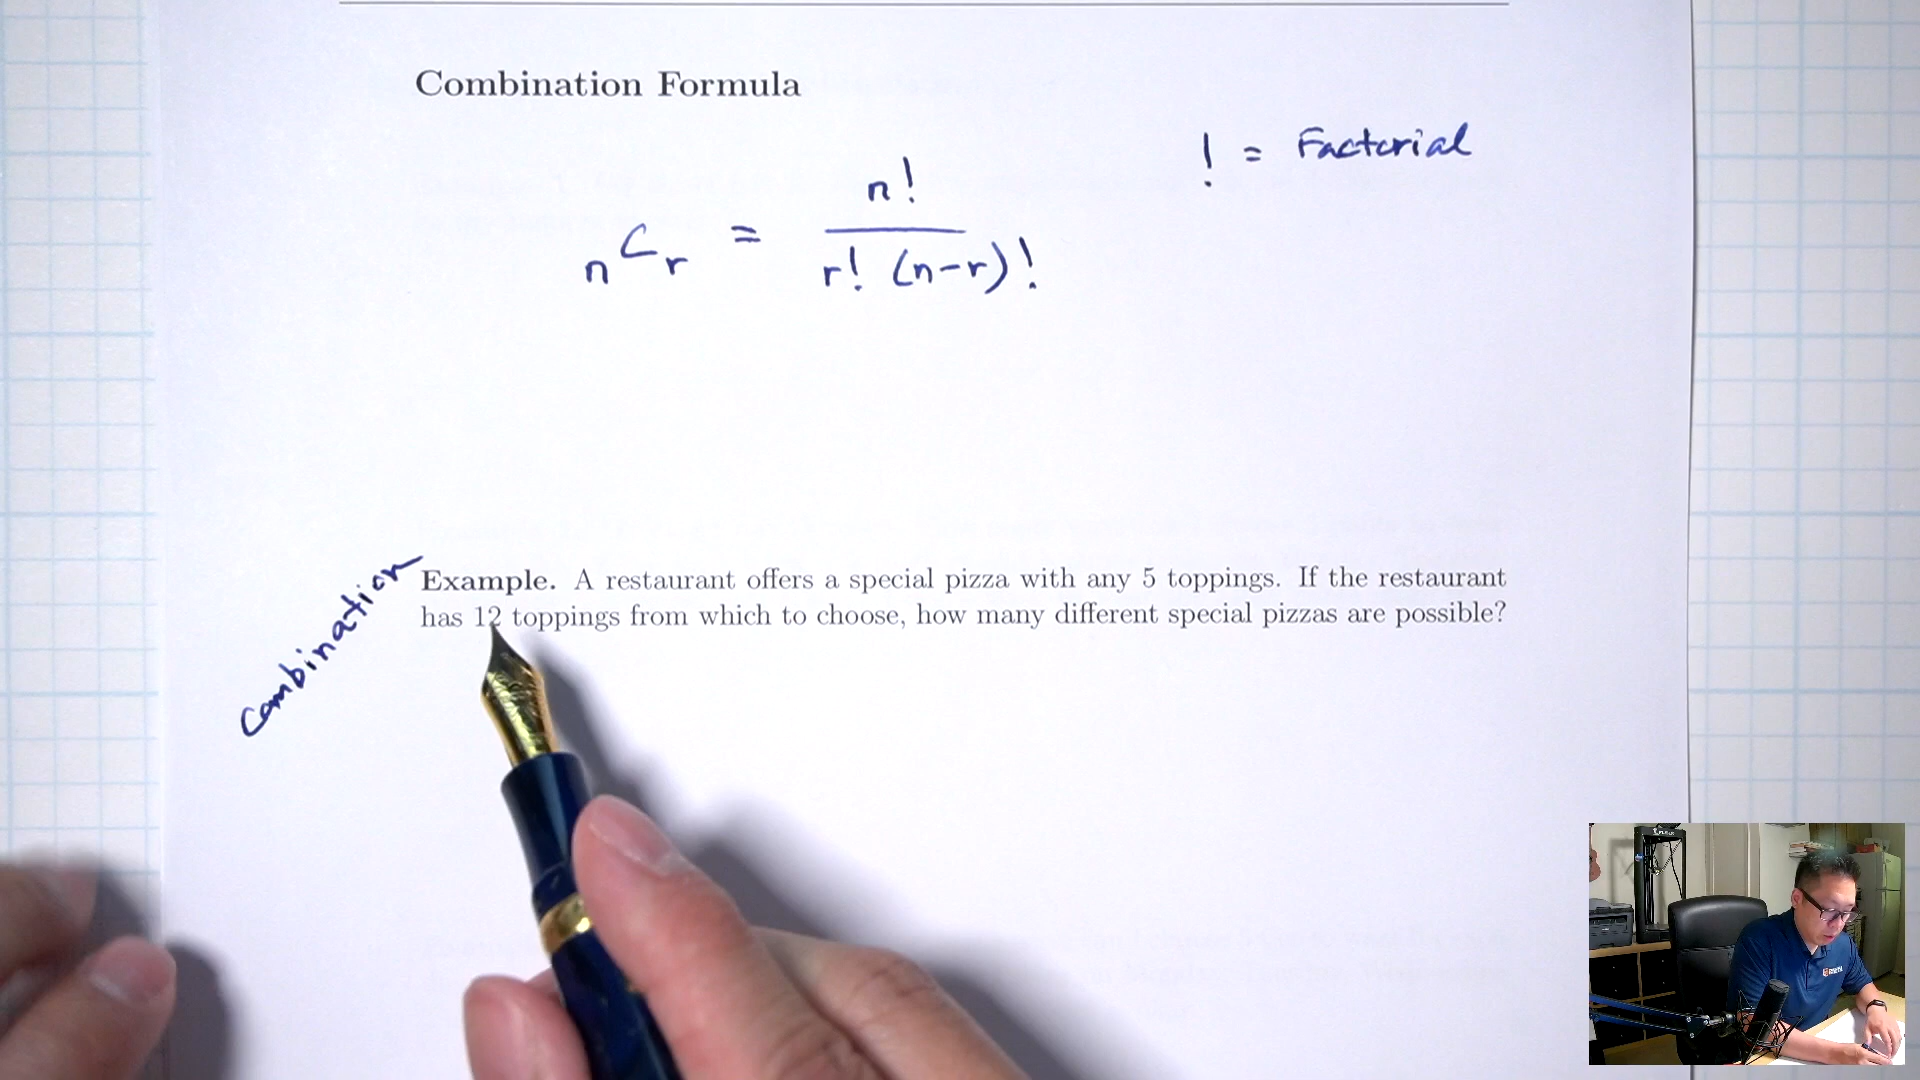 Combination Formula
! = Factorial
nCr = n! / r! (n-r)!
Combination
Example. A restaurant offers a special pizza with any 5 toppings. If the restaurant
has 12 toppings from which to choose, how many different special pizzas are possible?